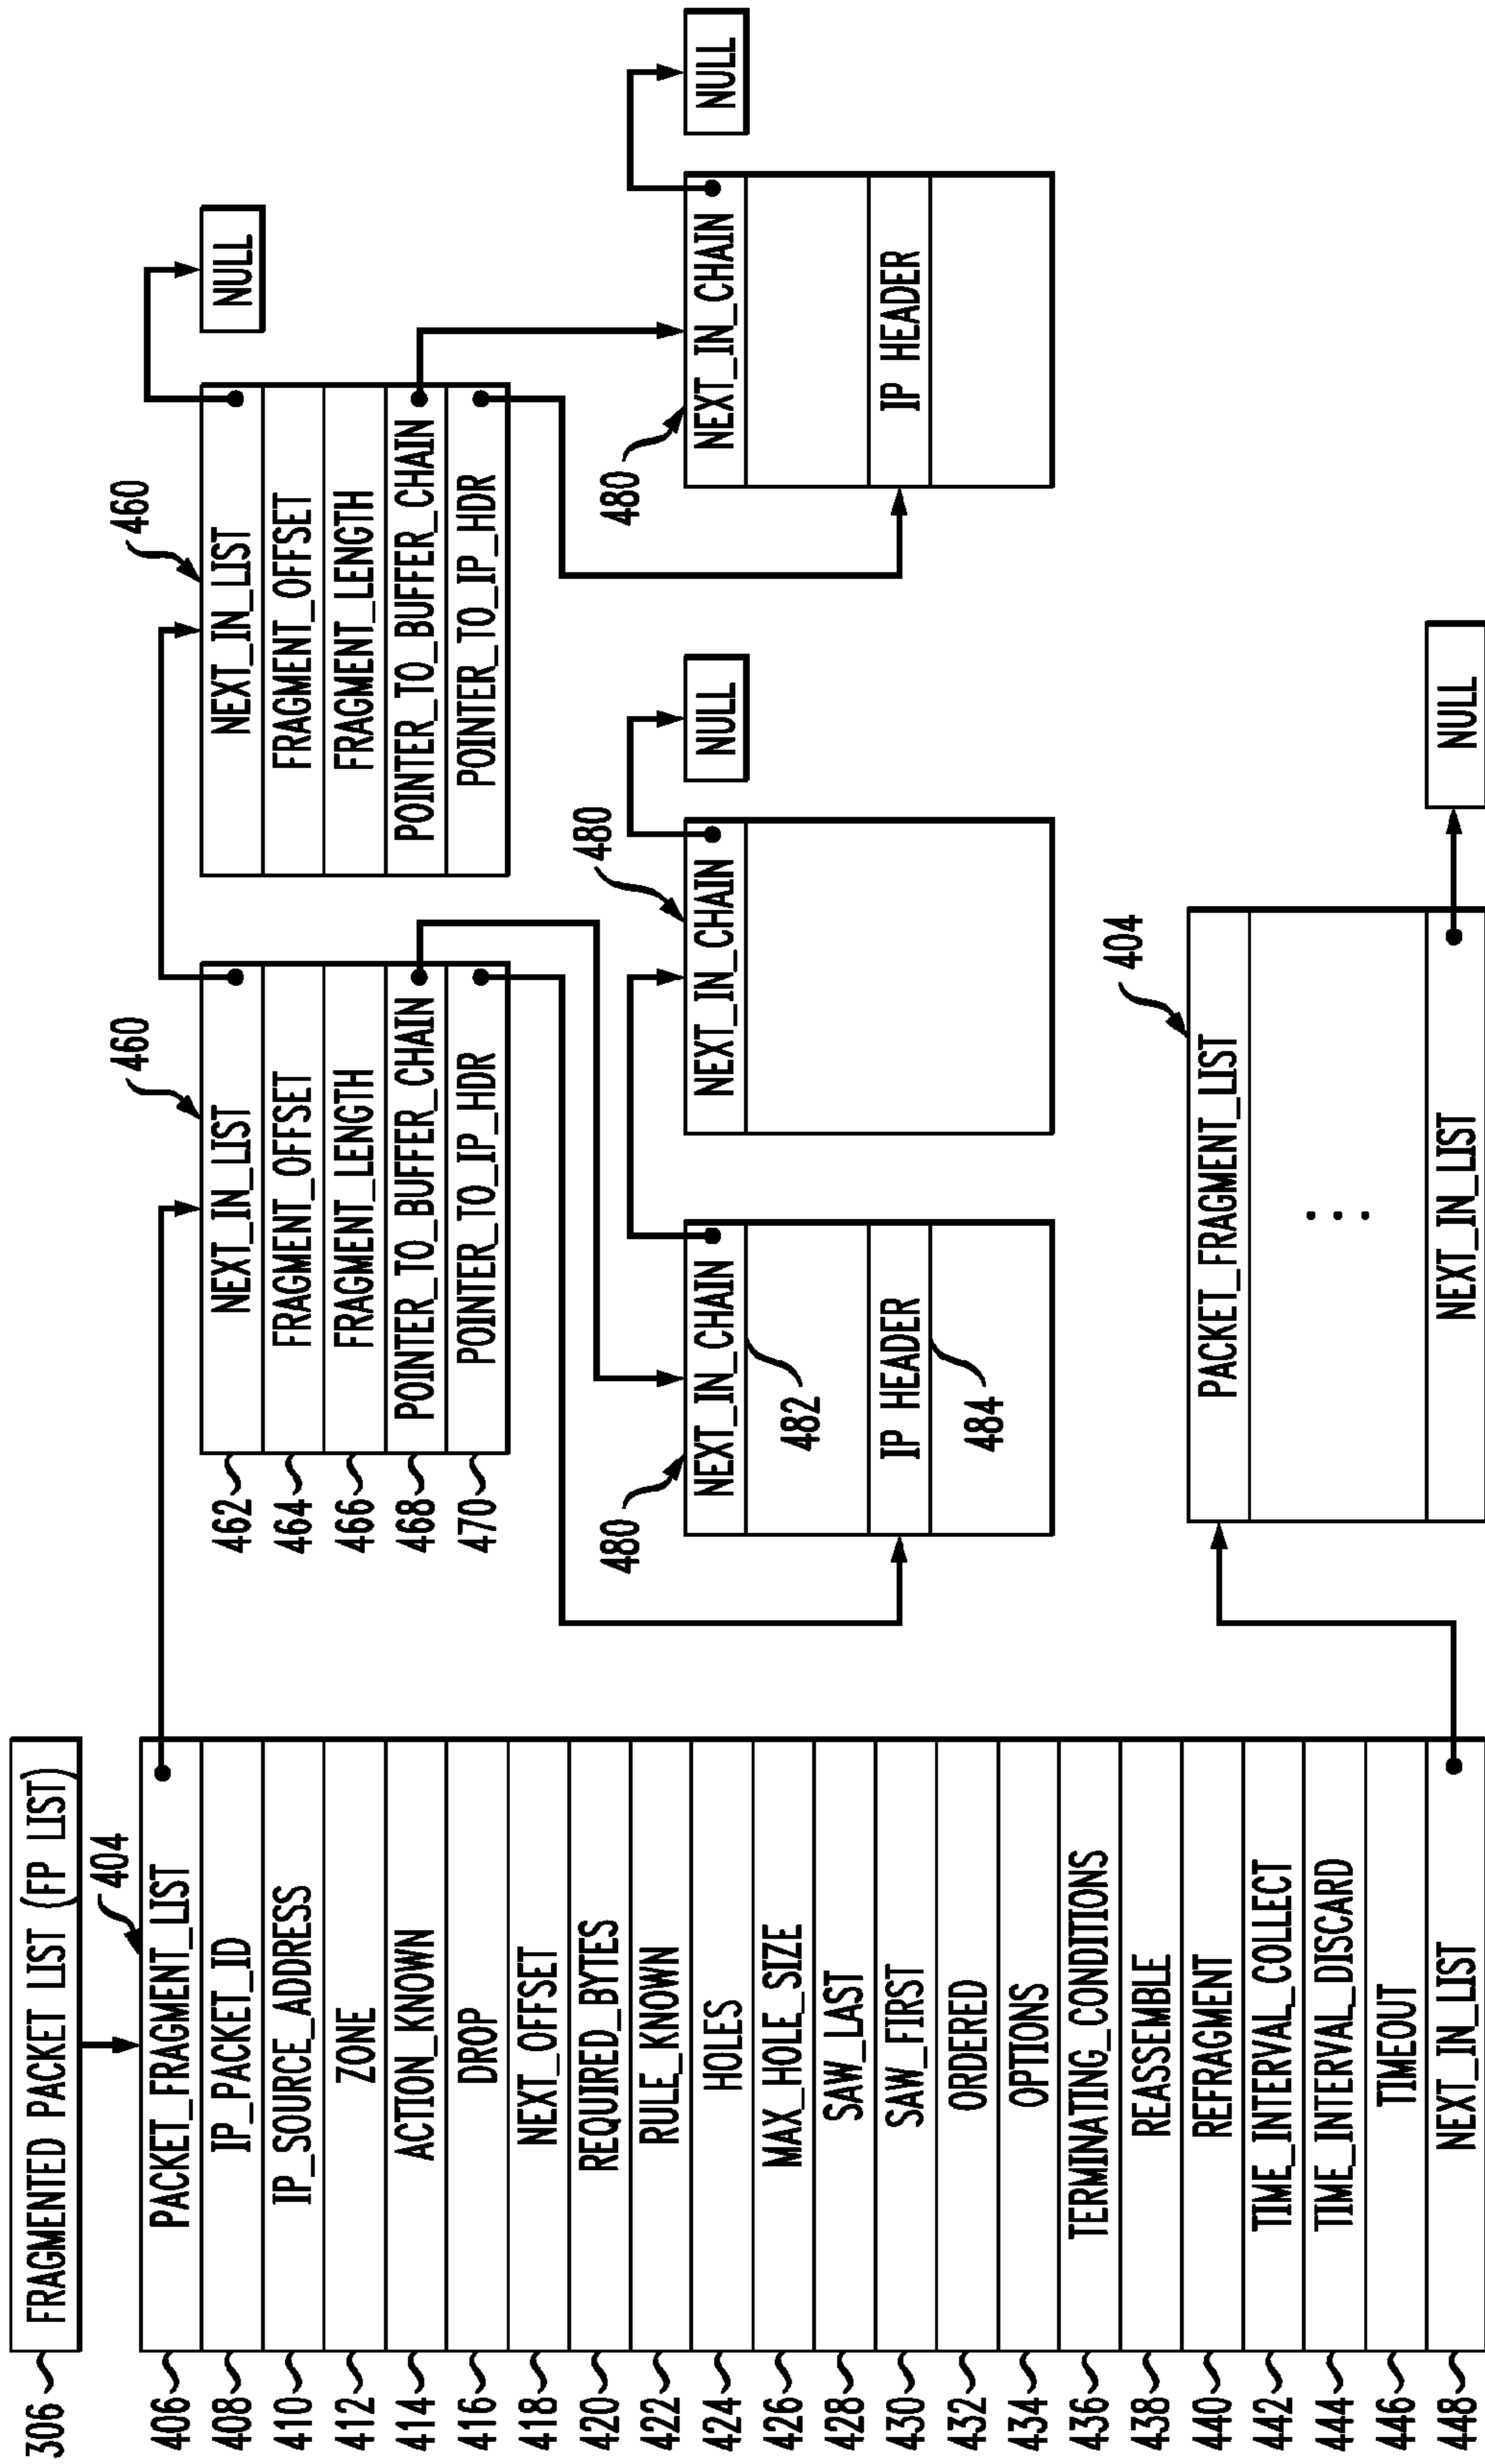 306 FRAGMENTED PACKET LIST (FP LIST)
404
406 PACKET_FRAGMENT_LIST
408 IP_PACKET_ID
410 IP_SOURCE_ADDRESS
412 ZONE
414 ACTION_KNOWN
416 DROP
418 NEXT_OFFSET
420 REQUIRED_BYTES
422 RULE_KNOWN
424 HOLES
426 MAX_HOLE_SIZE
428 SAW_LAST
430 SAW_FIRST
432 ORDERED
434 OPTIONS
436 TERMINATING_CONDITIONS
438 REASSEMBLE
440 REFRAGMENT
442 TIME_INTERVAL_COLLECT
444 TIME_INTERVAL_DISCARD
446 TIMEOUT
448 NEXT_IN_LIST
460
462 NEXT_IN_LIST
464 FRAGMENT_OFFSET
466 FRAGMENT_LENGTH
468 POINTER_TO_BUFFER_CHAIN
470 POINTER_TO_IP_HDR
460
NEXT_IN_LIST
FRAGMENT_OFFSET
FRAGMENT_LENGTH
POINTER_TO_BUFFER_CHAIN
POINTER_TO_IP_HDR
NULL
480
NEXT_IN_CHAIN
482
IP HEADER
484
480
NEXT_IN_CHAIN
NULL
480
NEXT_IN_CHAIN
IP HEADER
NULL
404
PACKET_FRAGMENT_LIST
...
NEXT_IN_LIST
NULL